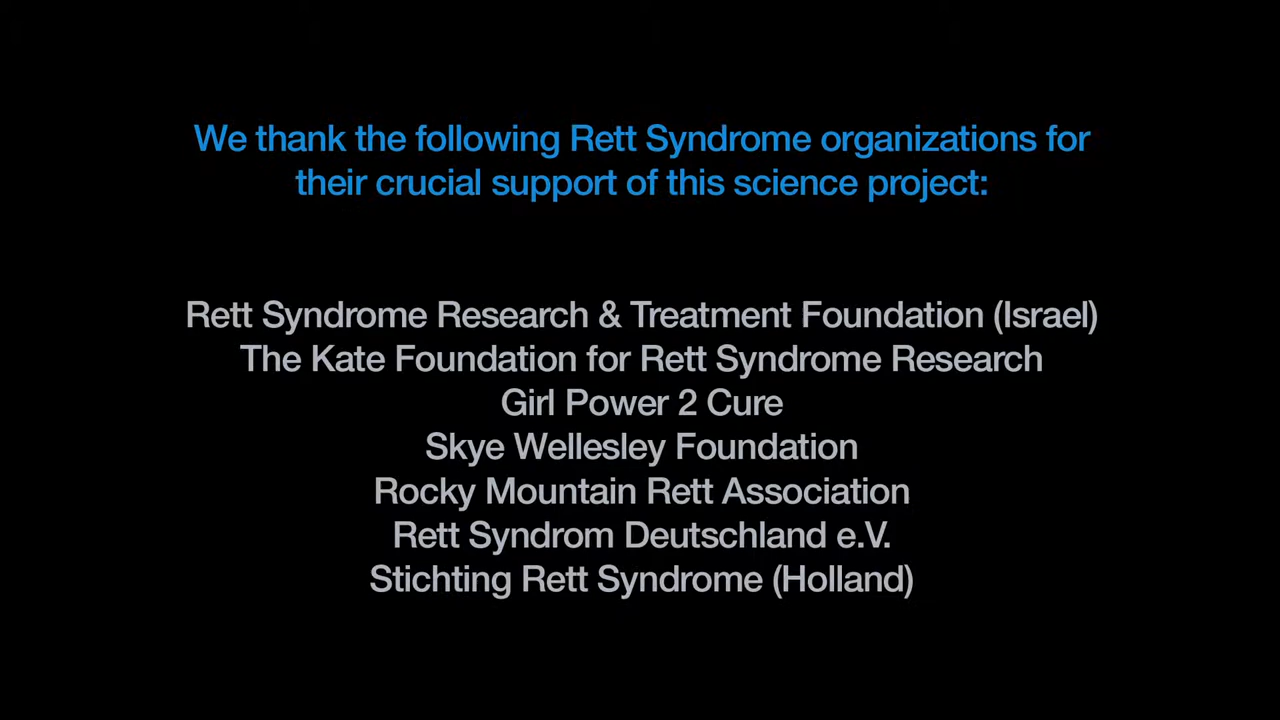 We thank the following Rett Syndrome organizations for
their crucial support of this science project:
Rett Syndrome Research & Treatment Foundation (Israel)
The Kate Foundation for Rett Syndrome Research
Girl Power 2 Cure
Skye Wellesley Foundation
Rocky Mountain Rett Association
Rett Syndrom Deutschland e.V.
Stichting Rett Syndrome (Holland)